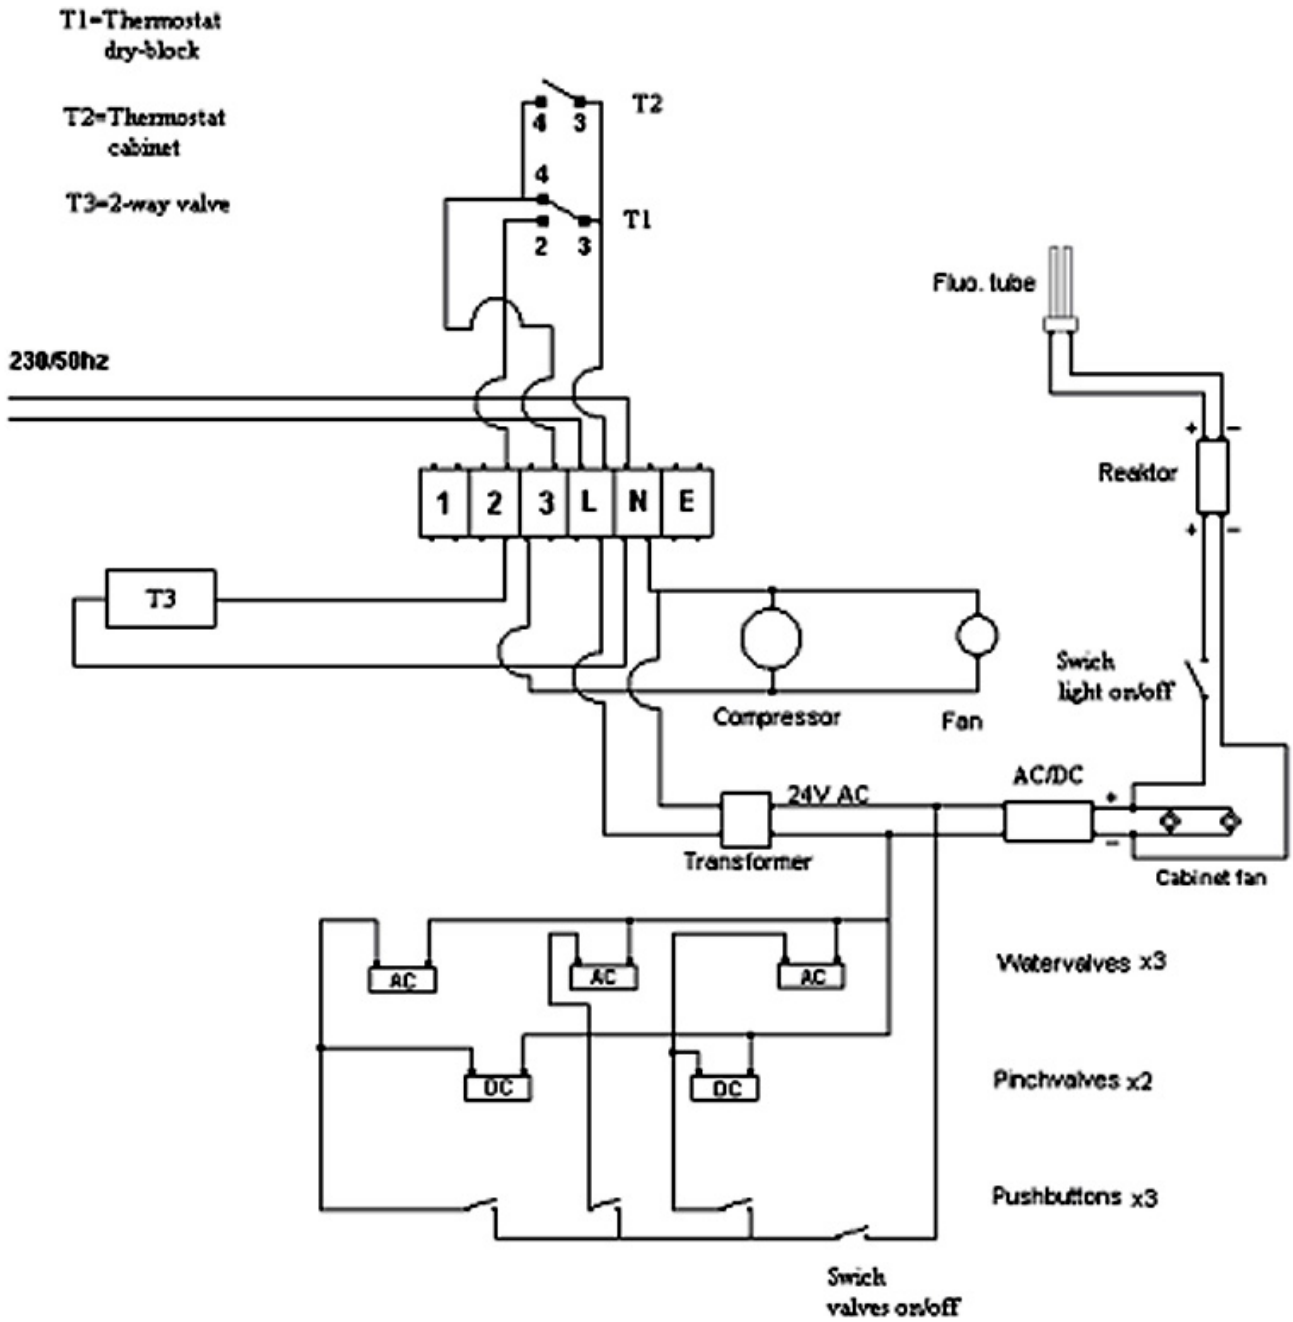 T1=Thermostat
dry-block
T2=Thermostat
cabinet
T3=2-way valve
T2
4 3
4
T1
2 3
230/50hz
Fluo. tube
+ -
Reaktor
+ -
1 2 3 L N E
T3
Swich
light on/off
Compressor
Fan
AC/DC
24V AC
+
-
Transformer
Cabinet fan
AC AC AC
Watervalves x3
DC DC
Pinchvalves x2
Pushbuttons x3
Swich
valves on/off